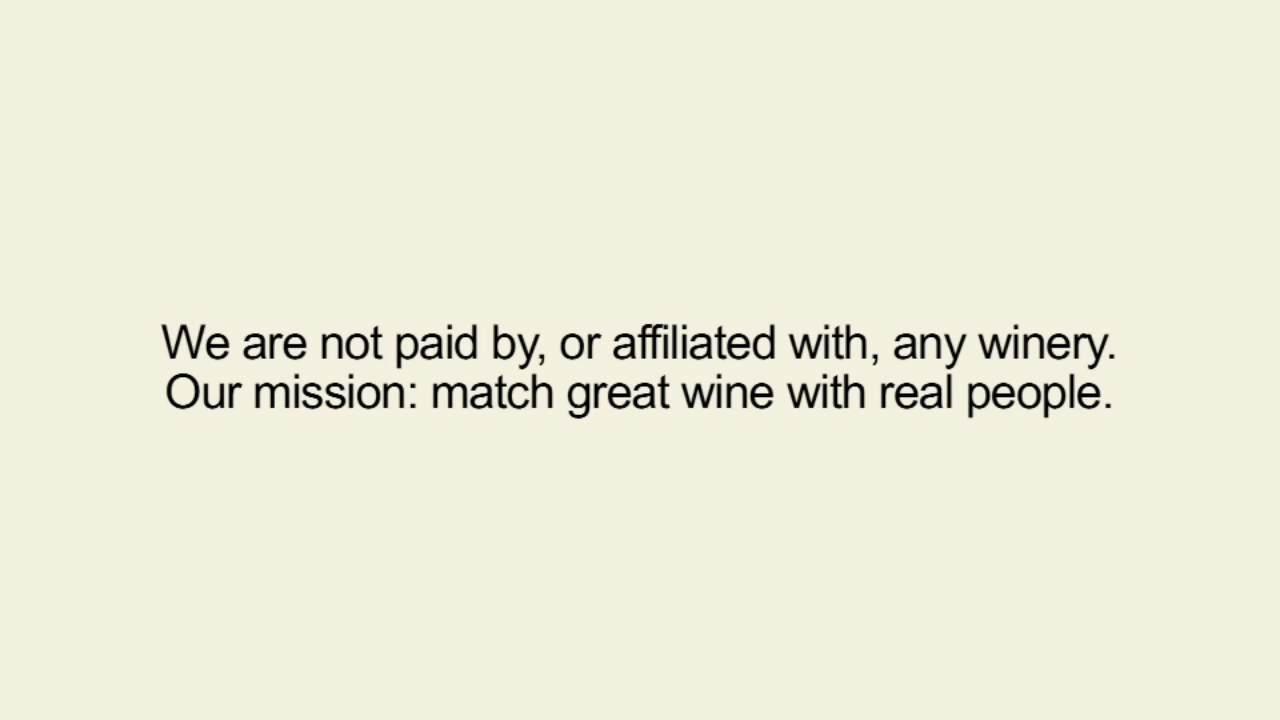 We are not paid by, or affiliated with, any winery.
Our mission: match great wine with real people.